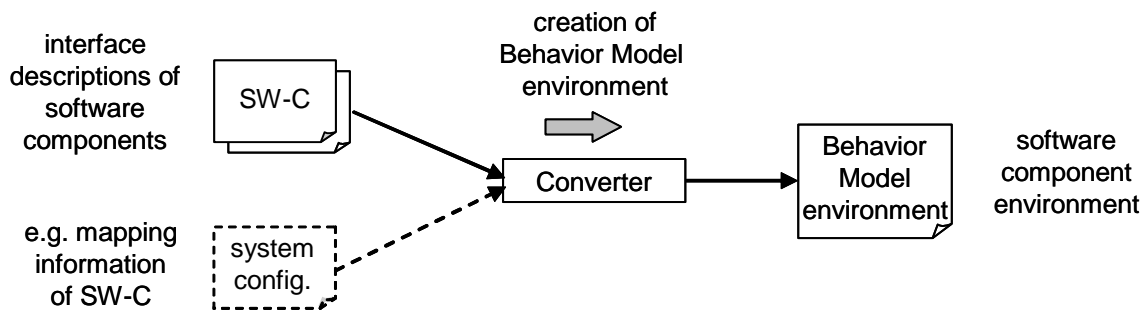 interface
descriptions of
software
components
SW-C
creation of
Behavior Model
environment
Converter
Behavior
Model
environment
software
component
environment
e.g. mapping
information
of SW-C
system
config.